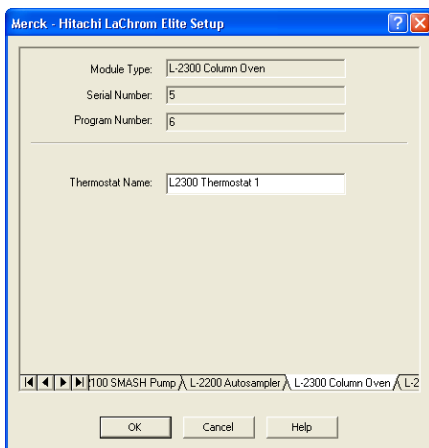 Merck - Hitachi LaChrom Elite Setup
Module Type: L-2300 Column Oven
Serial Number: 5
Program Number: 6
Thermostat Name: L2300 Thermostat 1
100 SMASH Pump L-2200 Autosampler L-2300 Column Oven L-2
OK Cancel Help